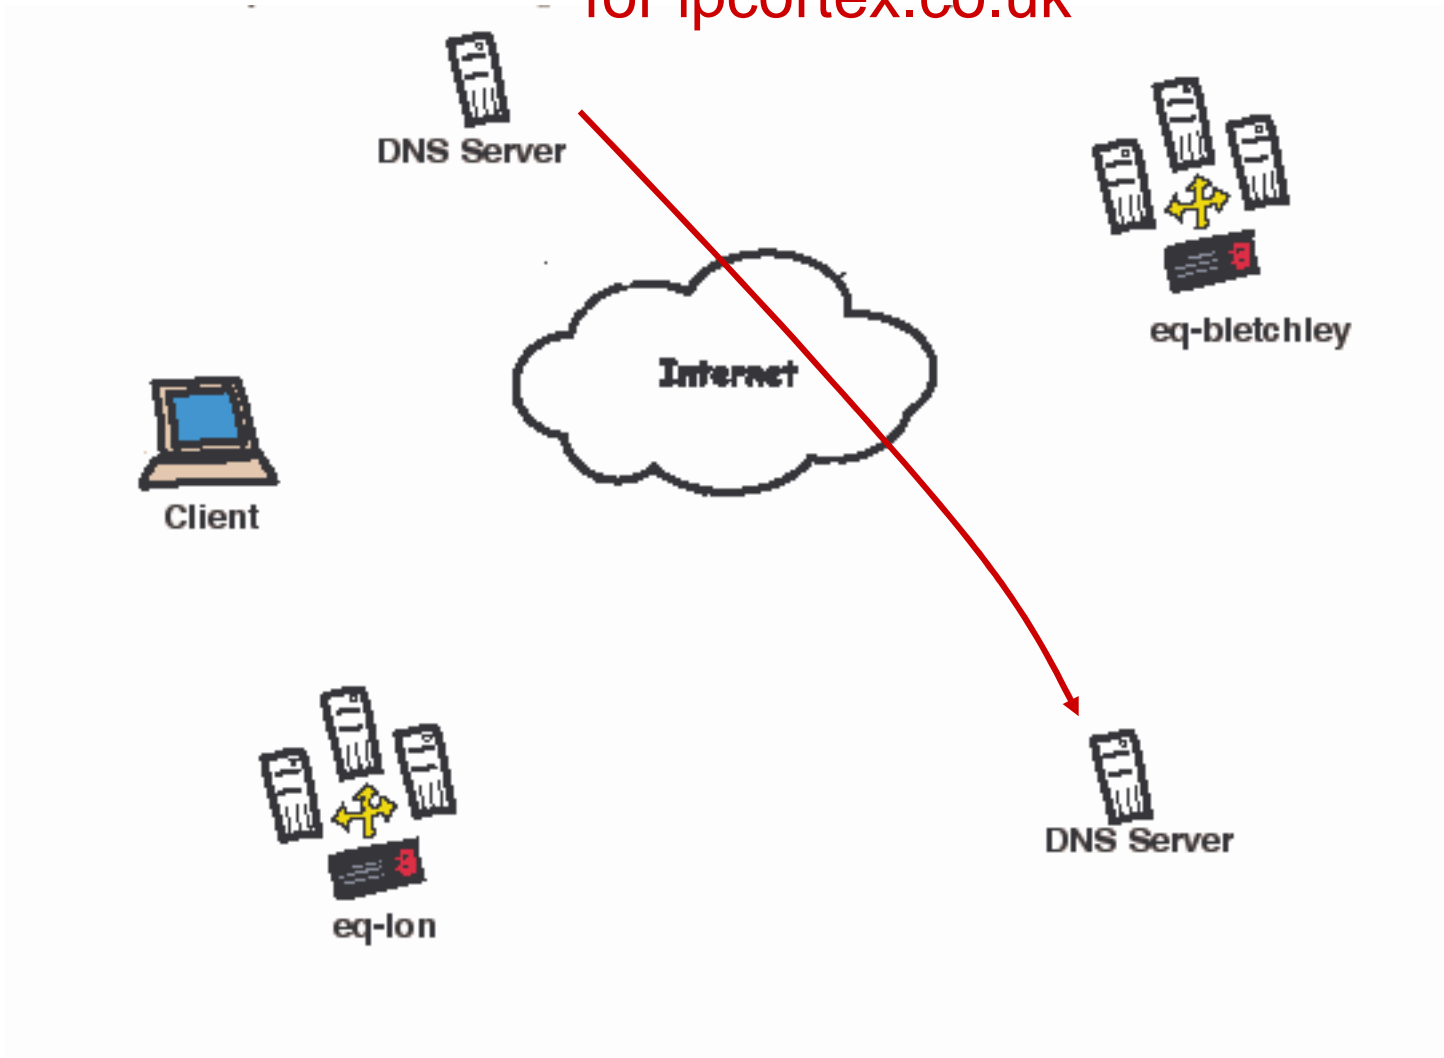 for ipcortex.co.uk
DNS Server
eq-bletchley
Internet
Client
DNS Server
eq-lon